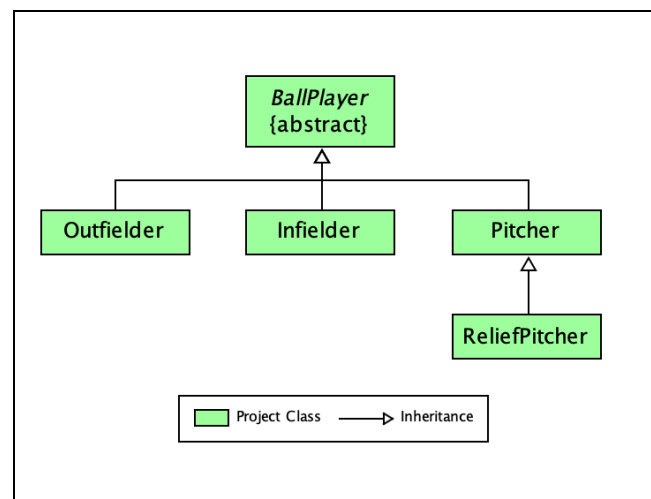 BallPlayer
{abstract}
Outfielder
Infielder
Pitcher
ReliefPitcher
Project Class
Inheritance